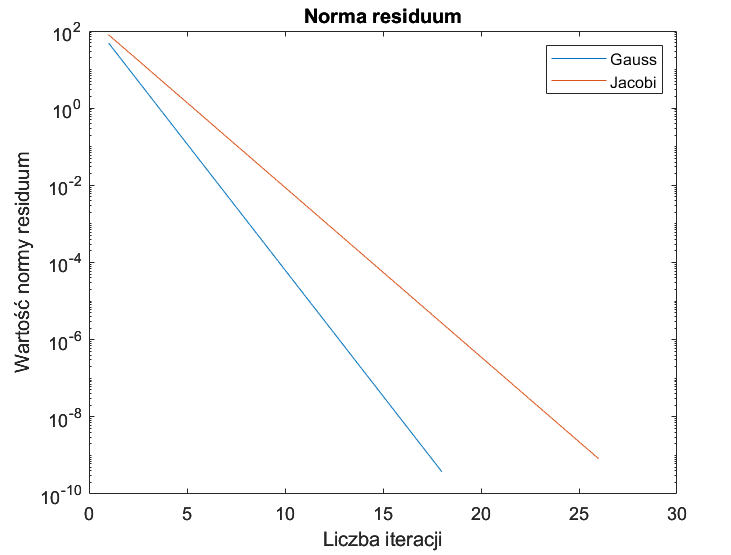 Norma residuum
Gauss
Jacobi
10^2
10^0
10^-2
10^-4
10^-6
10^-8
10^-10
Wartość normy residuum
0 5 10 15 20 25 30
Liczba iteracji